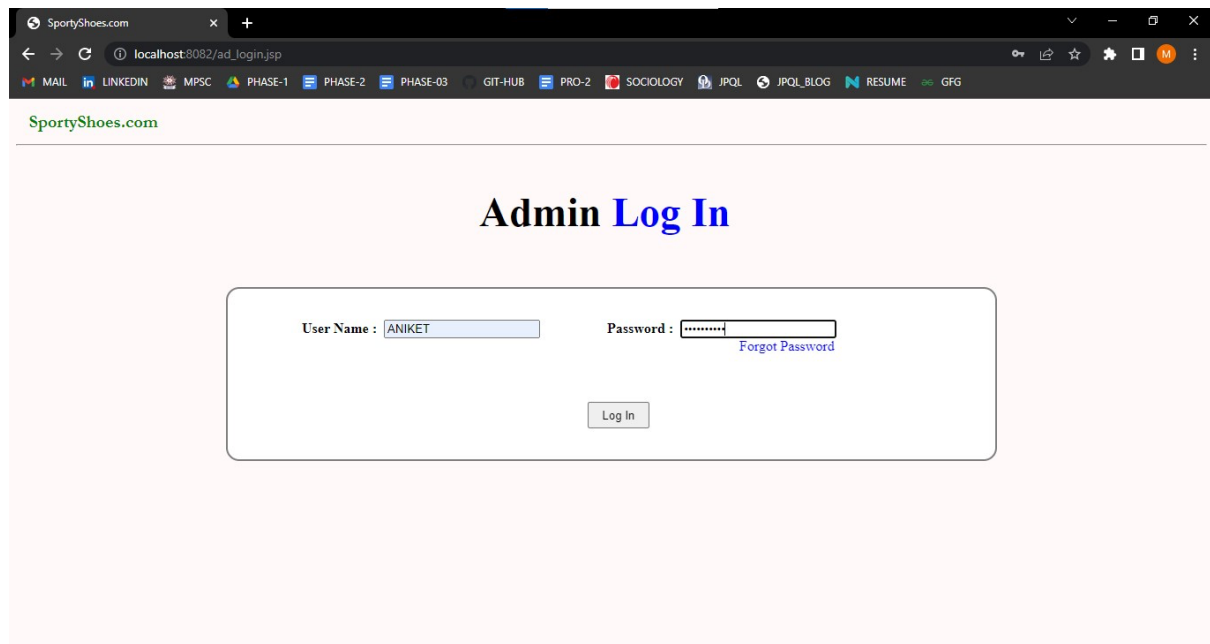 SportyShoes.com
localhost:8082/ad_login.jsp
M
MAIL LINKEDIN MPSC PHASE-1 PHASE-2 PHASE-03 GIT-HUB PRO-2 SOCIOLOGY JPQL JPQL_BLOG RESUME GFG
SportyShoes.com
Admin Log In
User Name : ANIKET Password : ••••••••••
Forgot Password
Log In